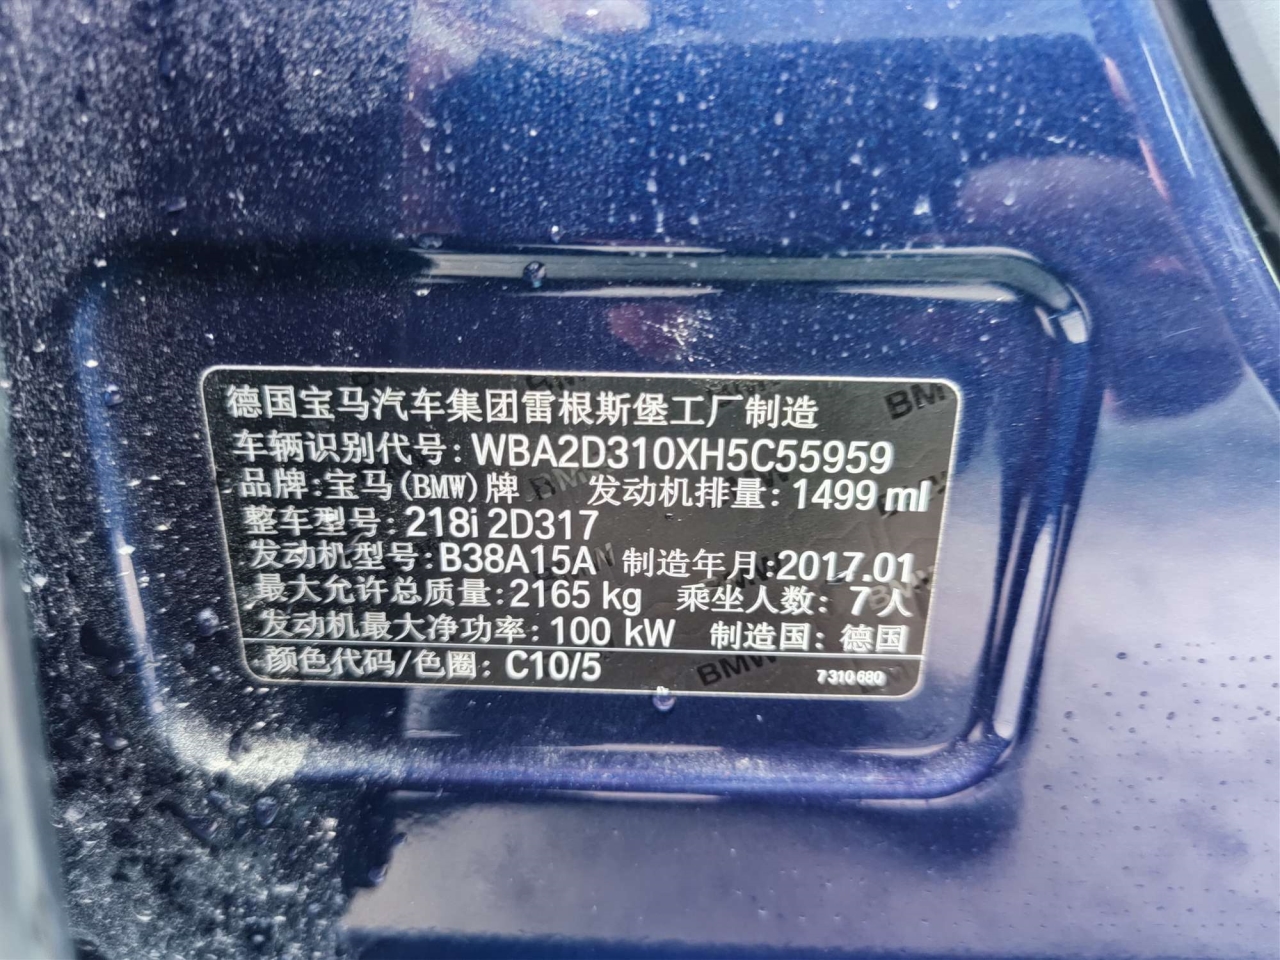 德国宝马汽车集团雷根斯堡工厂制造
车辆识别代号: WBA2D310XH5C55959
品牌:宝马(BMW)牌 发动机排量: 1499 ml
整车型号: 218i 2D317
发动机型号: B38A15A 制造年月:2017.01
最大允许总质量:2165 kg 乘坐人数: 7人
发动机最大净功率: 100 kW 制造国: 德国
颜色代码/色圈: C10/5
7310680